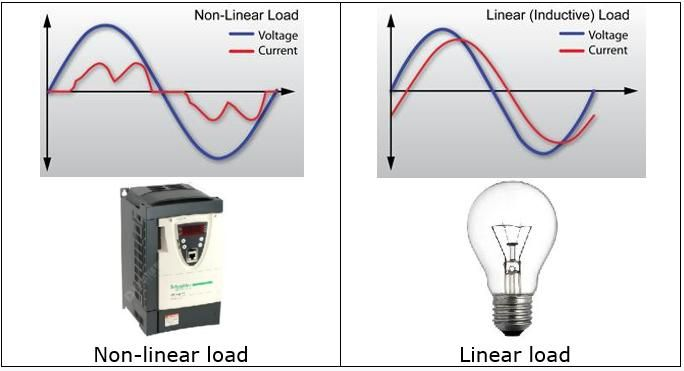 Non-Linear Load
Voltage
Current
Schneider
Non-linear load
Linear (Inductive) Load
Voltage
Current
Linear load